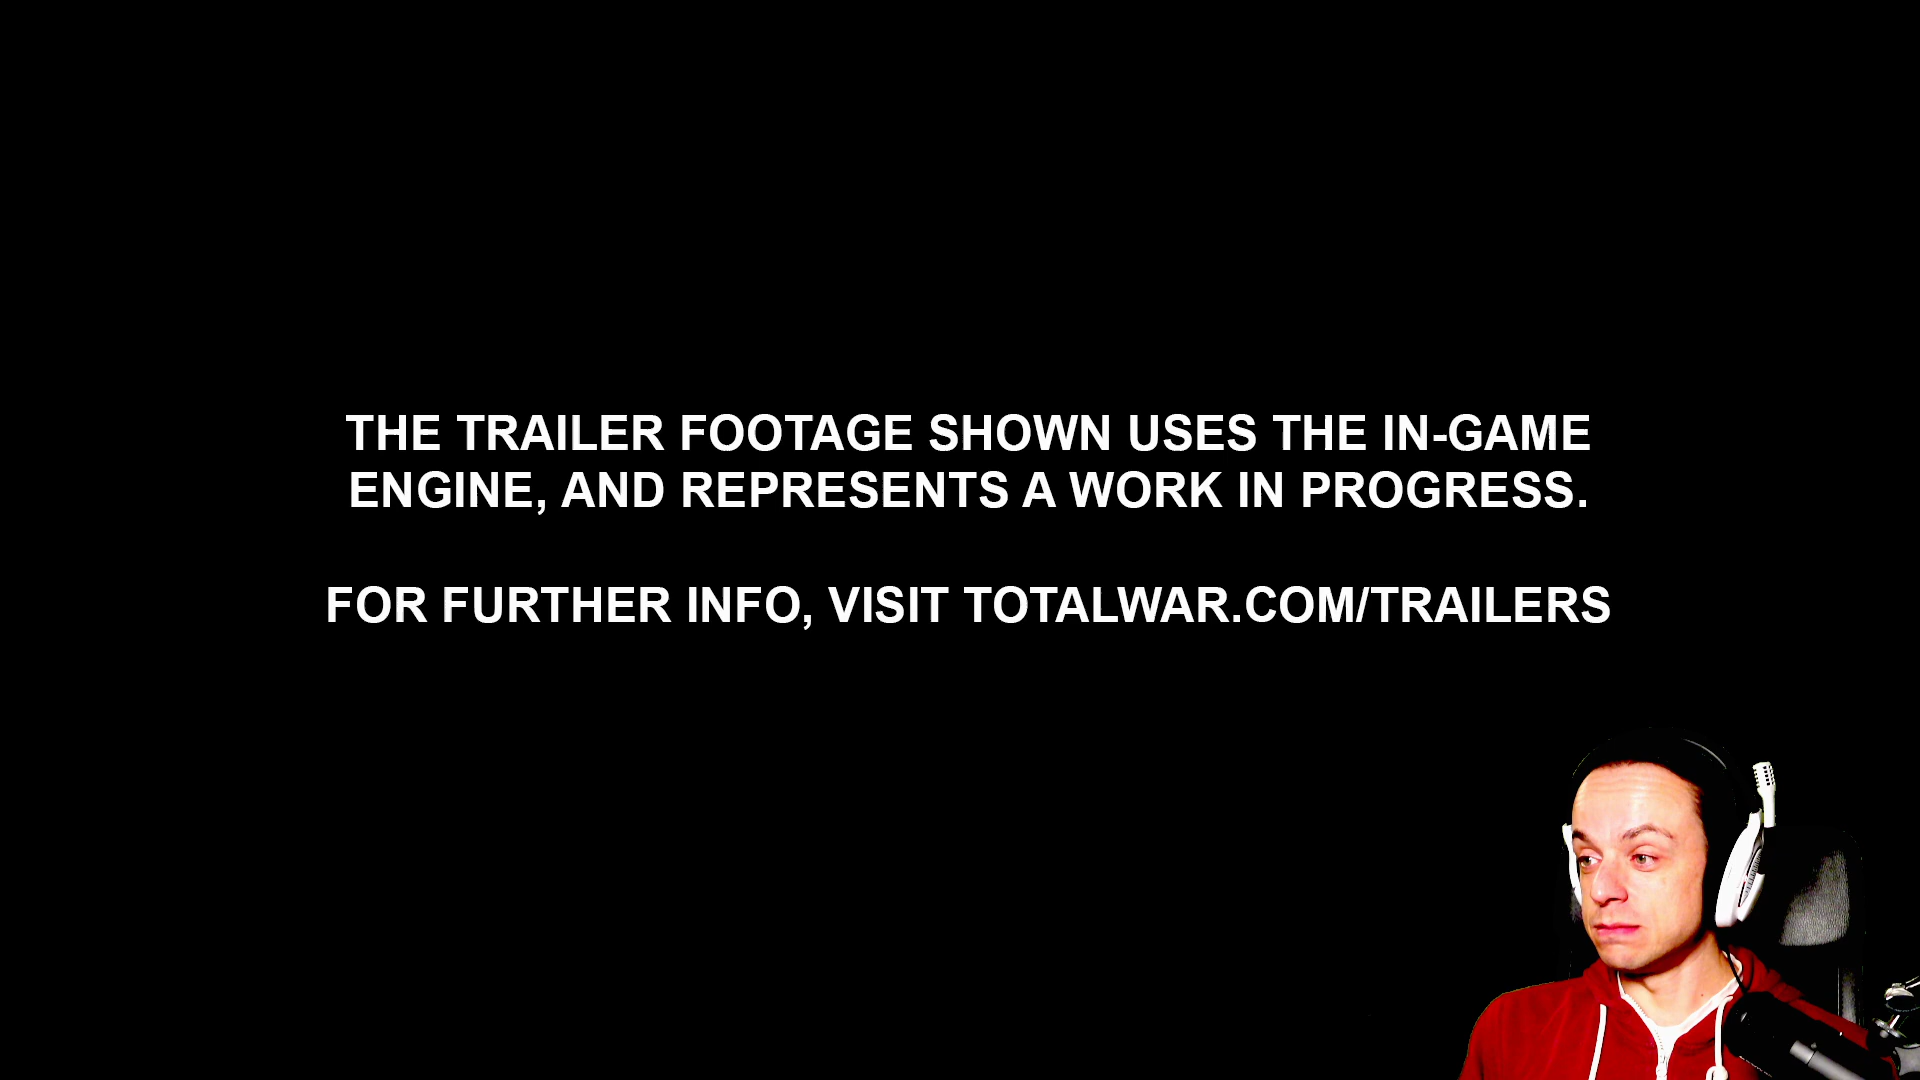 THE TRAILER FOOTAGE SHOWN USES THE IN-GAME
ENGINE, AND REPRESENTS A WORK IN PROGRESS.
FOR FURTHER INFO, VISIT TOTALWAR.COM/TRAILERS